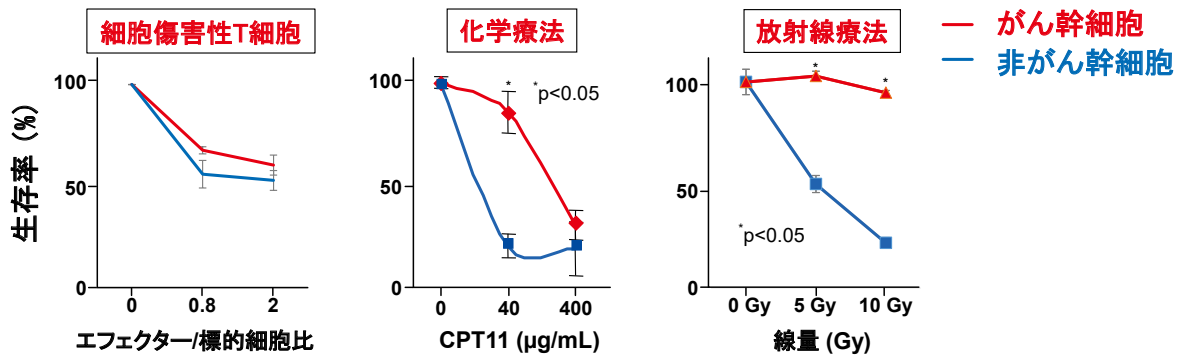 細胞傷害性T細胞
化学療法
放射線療法
がん幹細胞
非がん幹細胞
生存率 (%)
100
50
0
0
0.8
2
エフェクター/標的細胞比
100
50
0
*
*p<0.05
0
40
400
CPT11 (μg/mL)
100
50
0
*
*
*p<0.05
0 Gy
5 Gy
10 Gy
線量 (Gy)